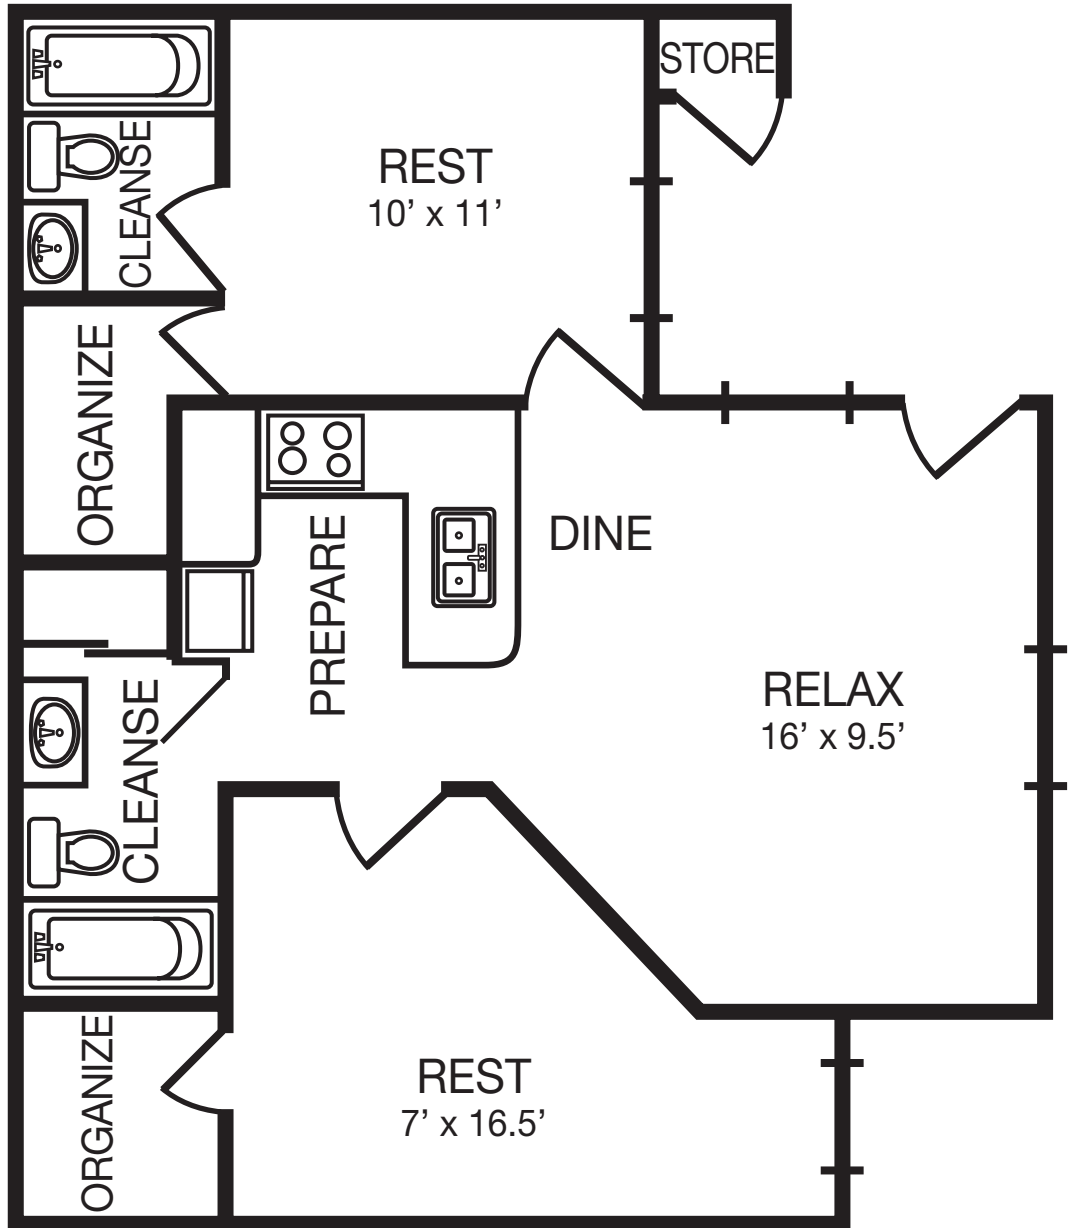 STORE
REST
10’ x 11’
CLEANSE
ORGANIZE
DINE
PREPARE
RELAX
16’ x 9.5’
CLEANSE
ORGANIZE
REST
7’ x 16.5’